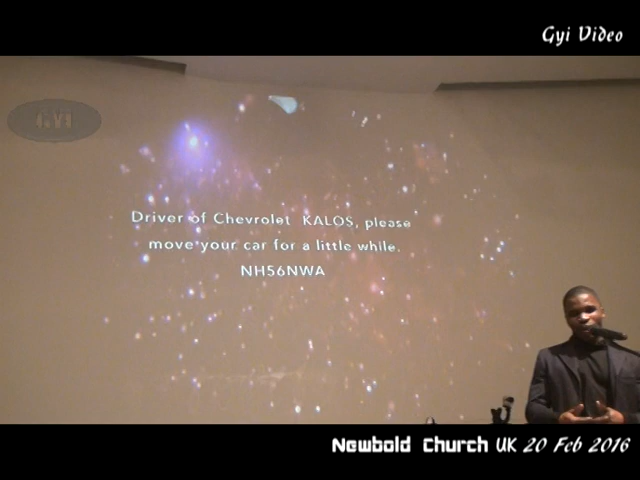 Gyi Video
GYI
Driver of Chevrolet KALOS, please
move your car for a little while.
NH56NWA
Newbold Church UK 20 Feb 2016